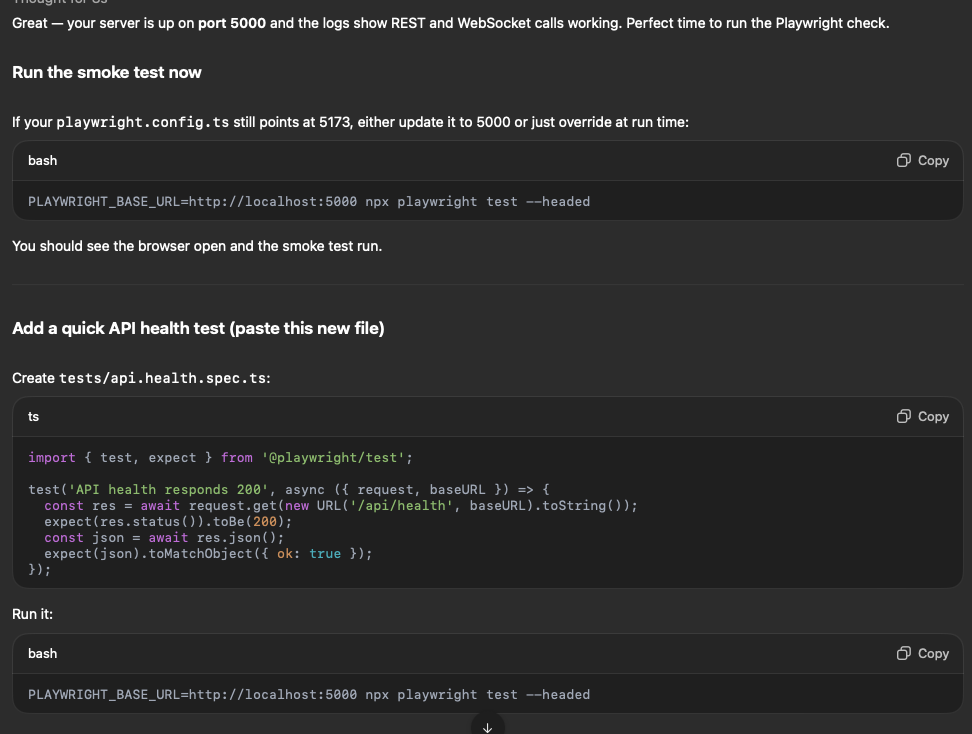 Thought for 8s
Great — your server is up on port 5000 and the logs show REST and WebSocket calls working. Perfect time to run the Playwright check.
Run the smoke test now
If your playwright.config.ts still points at 5173, either update it to 5000 or just override at run time:
bash
Copy
PLAYWRIGHT_BASE_URL=http://localhost:5000 npx playwright test --headed
You should see the browser open and the smoke test run.
Add a quick API health test (paste this new file)
Create tests/api.health.spec.ts:
ts
Copy
import { test, expect } from '@playwright/test';
test('API health responds 200', async ({ request, baseURL }) => {
  const res = await request.get(new URL('/api/health', baseURL).toString());
  expect(res.status()).toBe(200);
  const json = await res.json();
  expect(json).toMatchObject({ ok: true });
});
Run it:
bash
Copy
PLAYWRIGHT_BASE_URL=http://localhost:5000 npx playwright test --headed